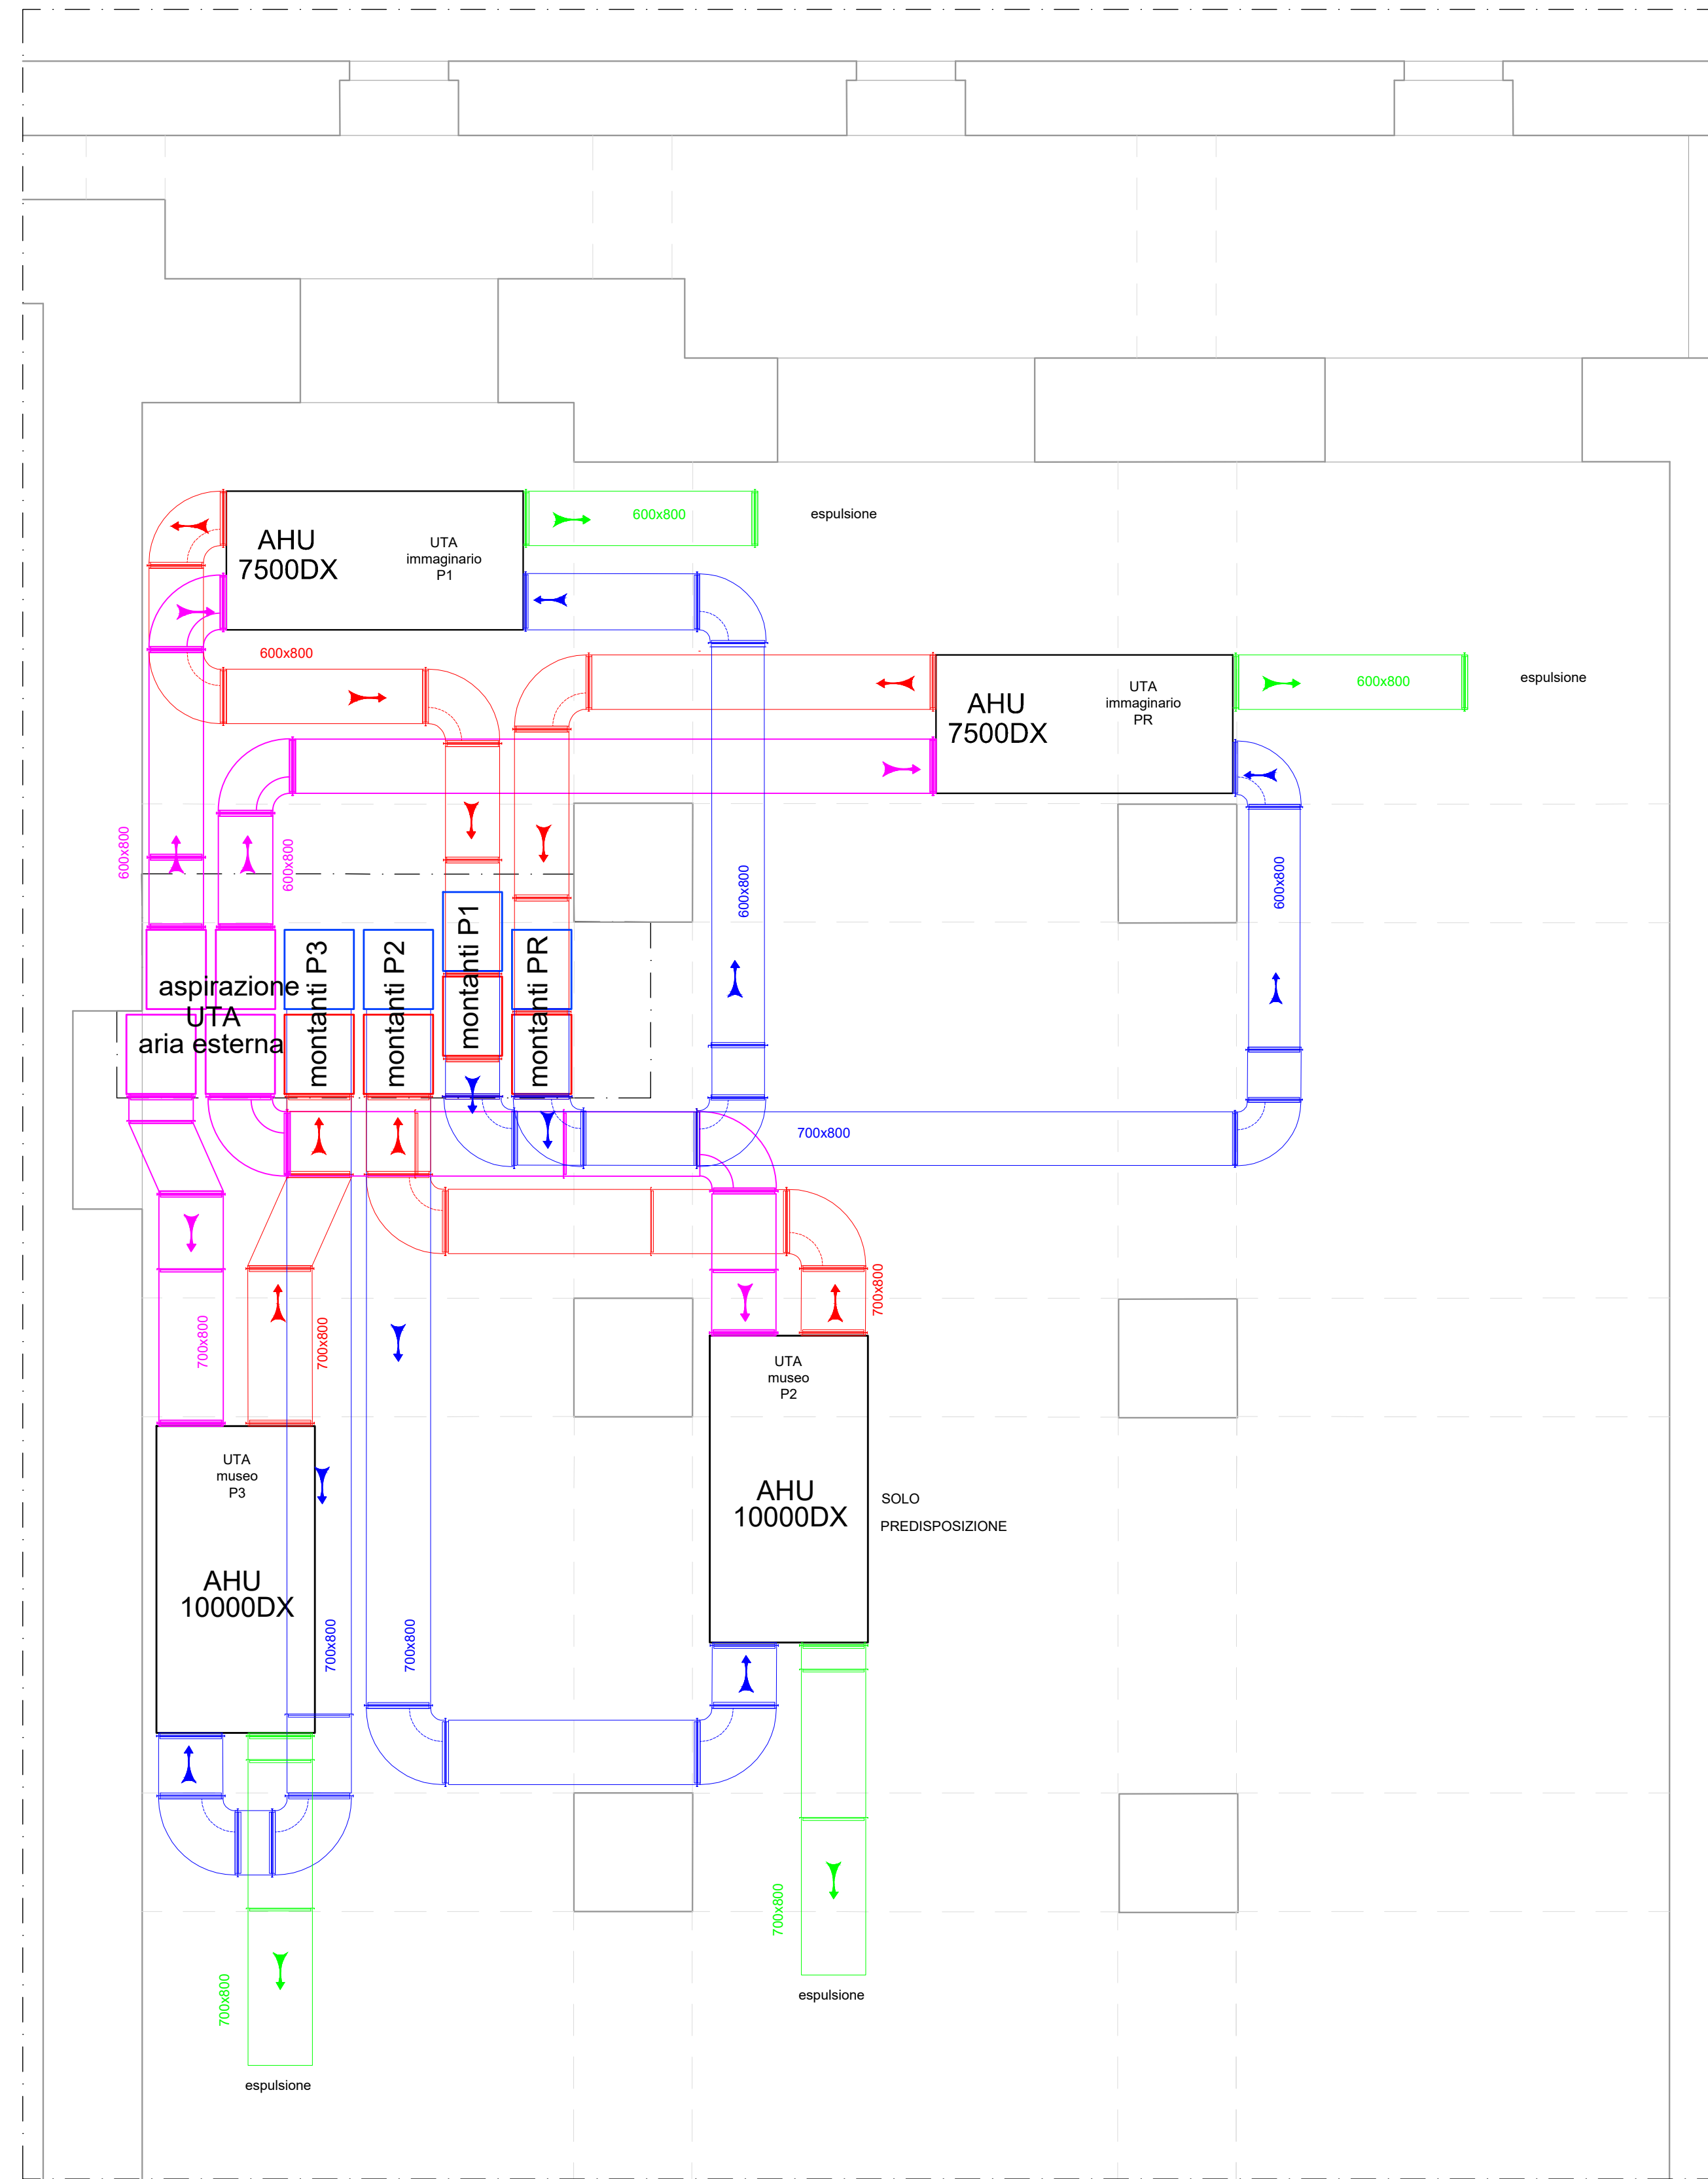 600x800
espulsione
AHU
7500DX
UTA
immaginario
P1
600x800
600x800
espulsione
AHU
7500DX
UTA
immaginario
PR
600x800
600x800
600x800
600x800
montanti P3
montanti P2
montanti P1
montanti PR
aspirazione
UTA
aria esterna
700x800
700x800
700x800
700x800
UTA
museo
P2
AHU
10000DX
SOLO
PREDISPOSIZIONE
UTA
museo
P3
AHU
10000DX
700x800
700x800
700x800
espulsione
700x800
espulsione